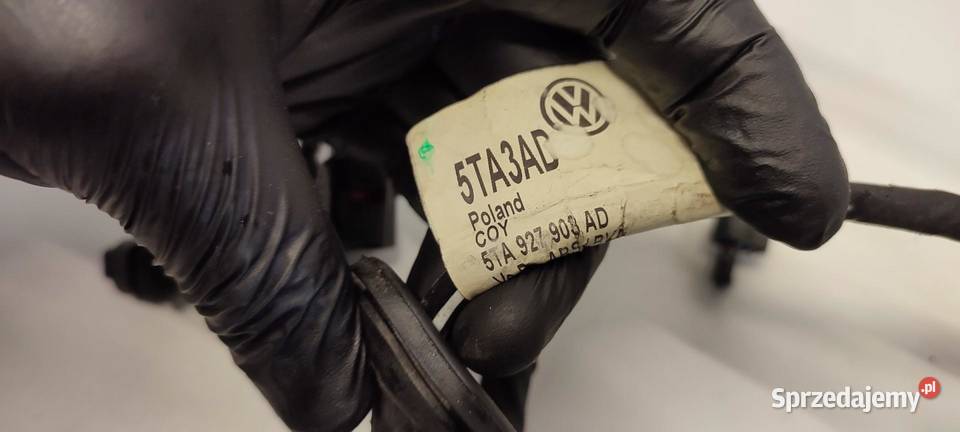 VW
5TA3AD
Poland
COY
5TA 927 903 AD
Sprzedajemy.pl